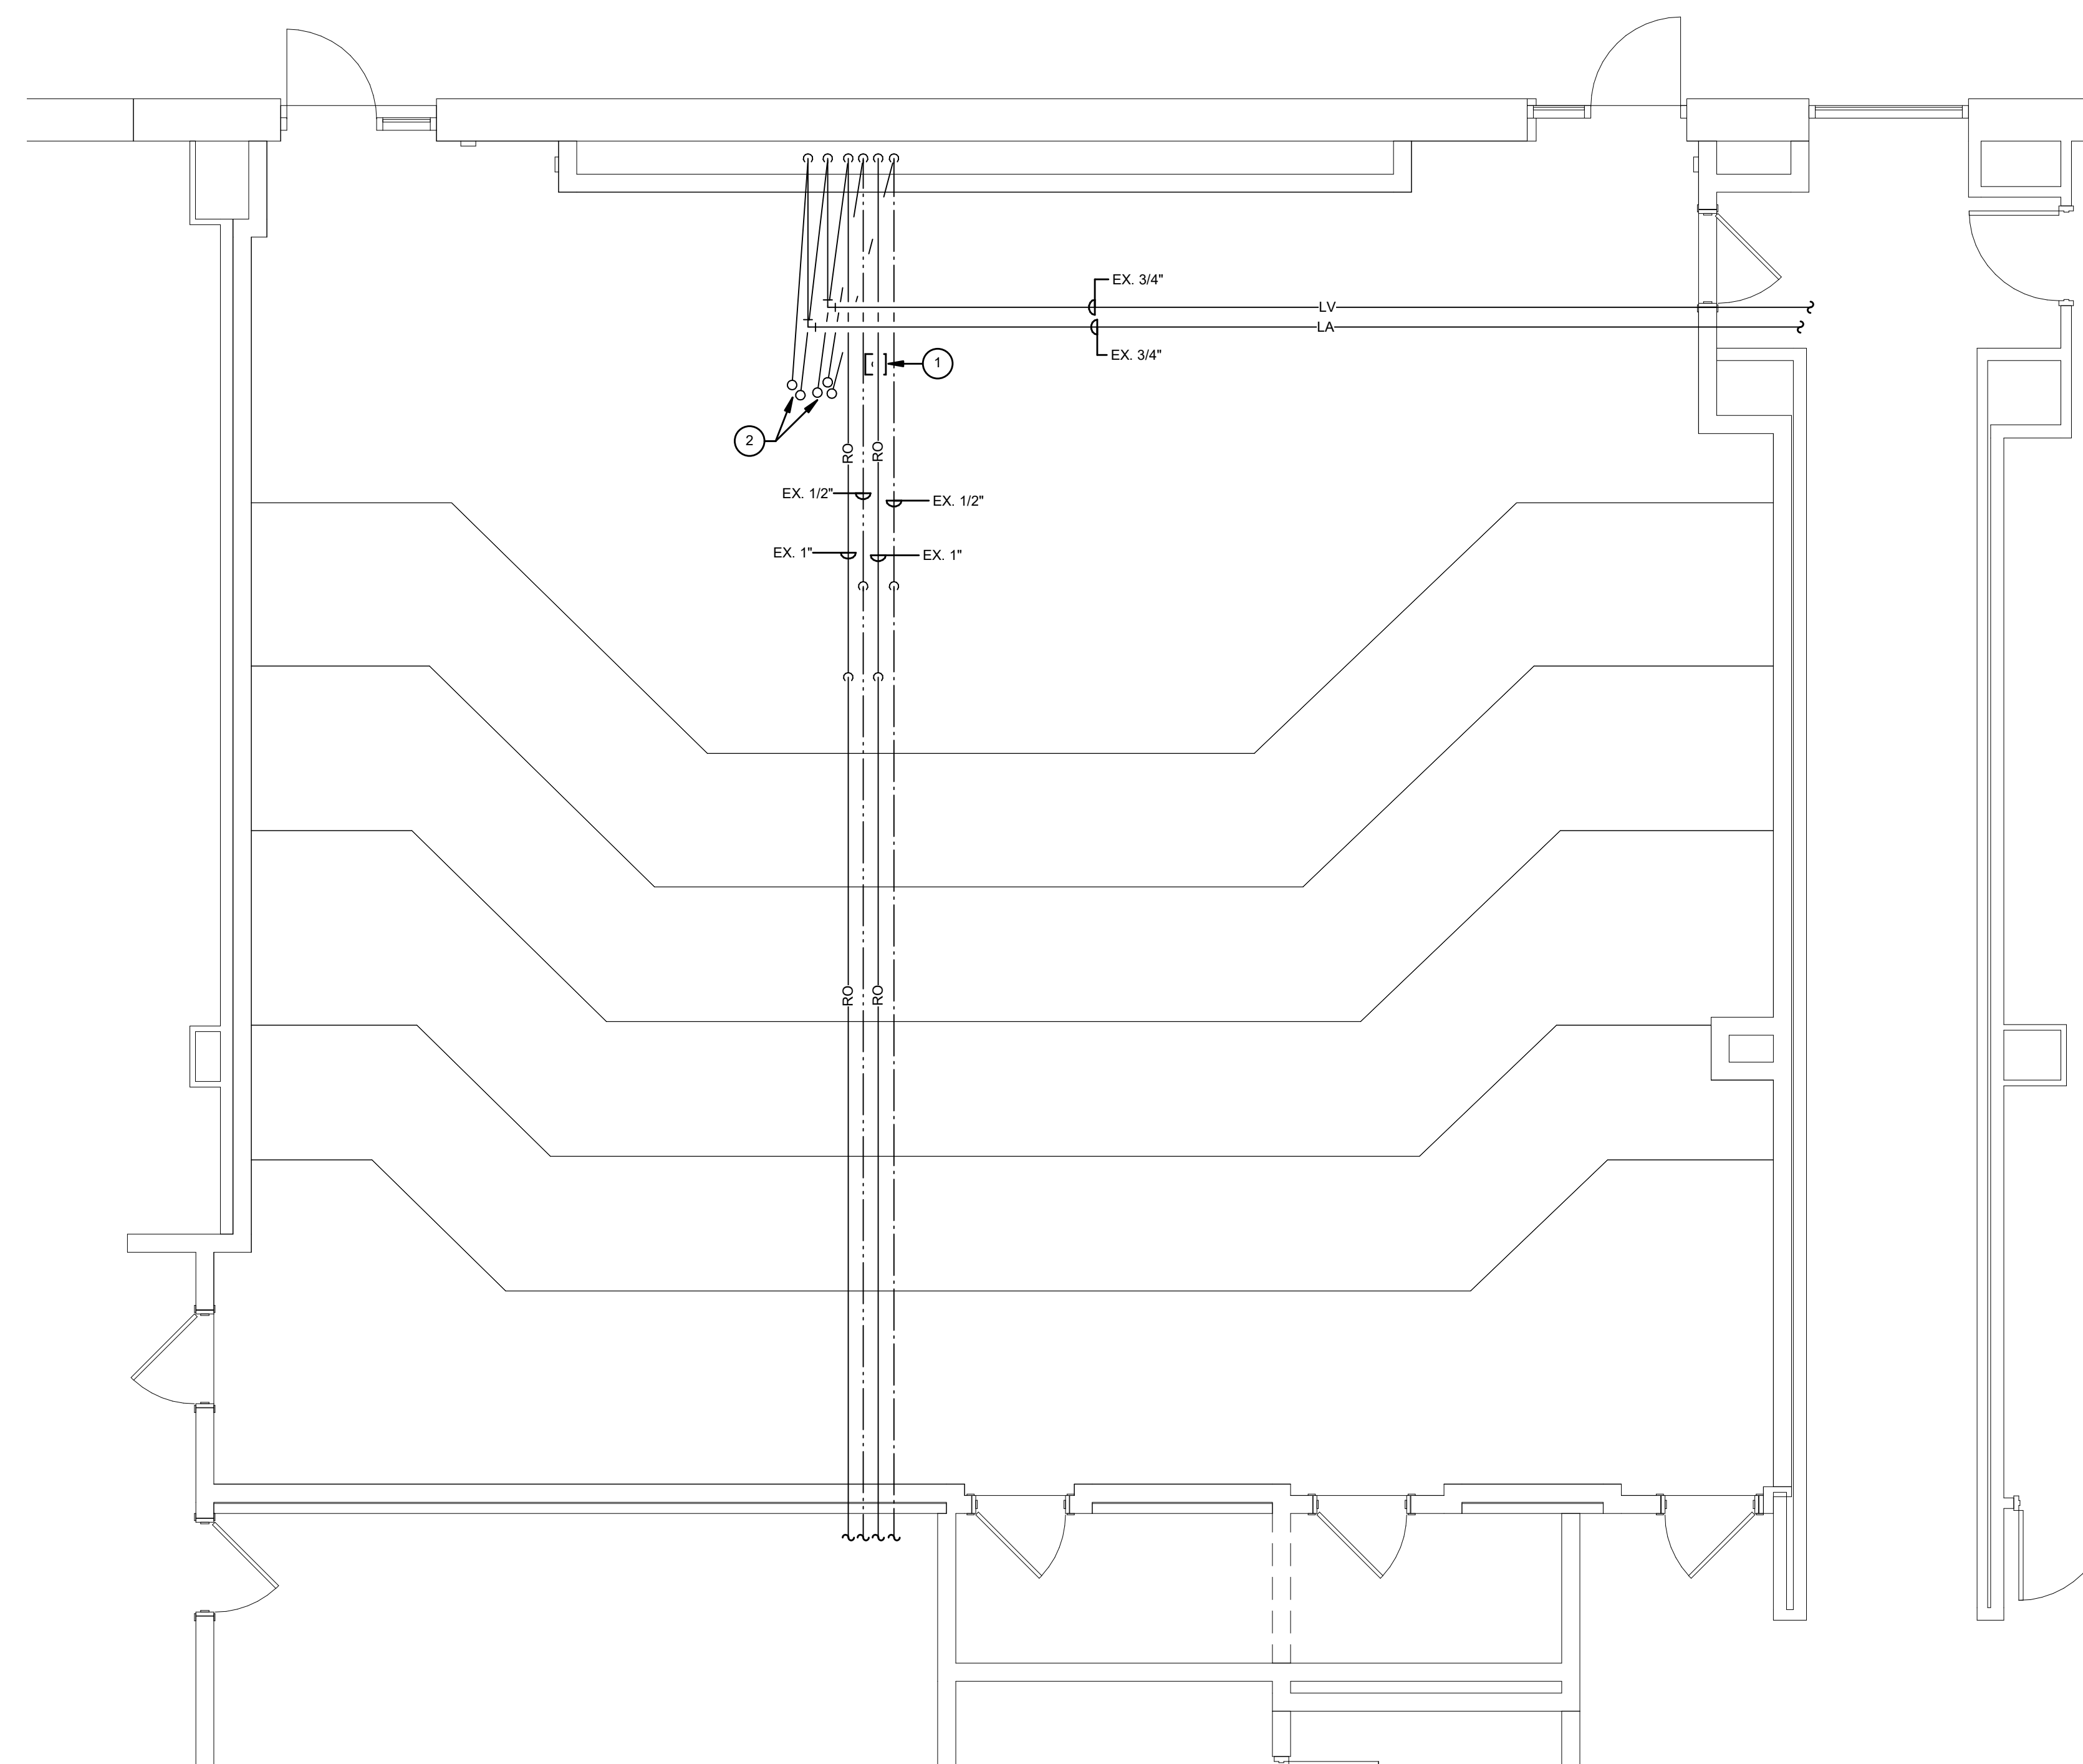 EX. 3/4"
LV
LA
EX. 3/4"
1
2
RO
RO
EX. 1/2"
EX. 1/2"
EX. 1"
EX. 1"
RO
RO